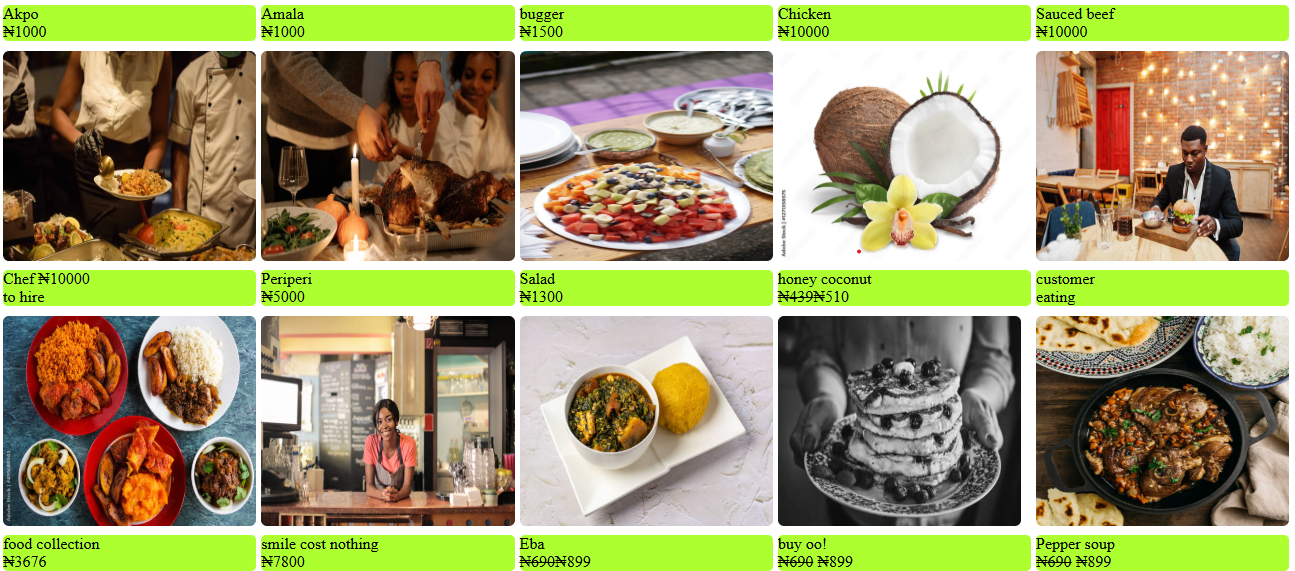 Akpo
₦1000
Amala
₦1000
bugger
₦1500
Chicken
₦10000
Sauced beef
₦10000
Chef ₦10000
to hire
Periperi
₦5000
Salad
₦1300
honey coconut
₦439₦510
customer
eating
food collection
₦3676
smile cost nothing
₦7800
Eba
₦690₦899
buy oo!
₦690 ₦899
Pepper soup
₦690 ₦899